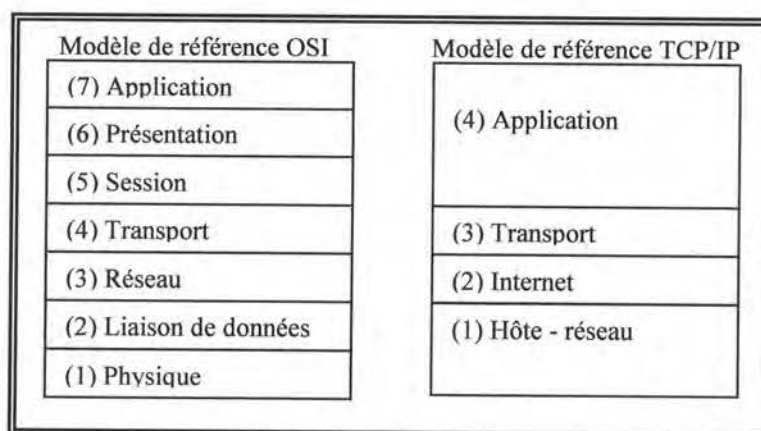 Modèle de référence OSI
(7) Application
(6) Présentation
(5) Session
(4) Transport
(3) Réseau
(2) Liaison de données
(1) Physique
Modèle de référence TCP/IP
(4) Application
(3) Transport
(2) Internet
(1) Hôte - réseau